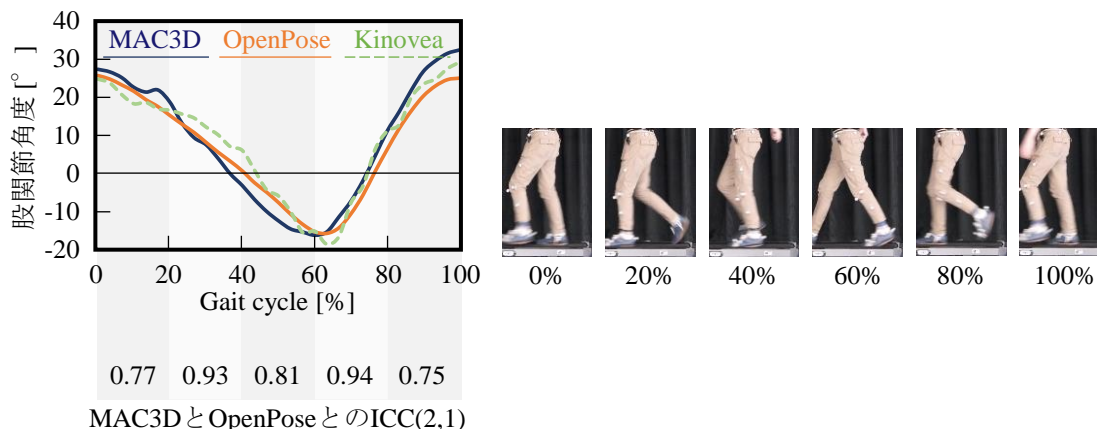 40
30
20
10
0
-10
-20
股関節角度[°]
MAC3D OpenPose Kinovea
0 20 40 60 80 100
Gait cycle [%]
0% 20% 40% 60% 80% 100%
0.77 0.93 0.81 0.94 0.75
MAC3DとOpenPoseとのICC(2,1)